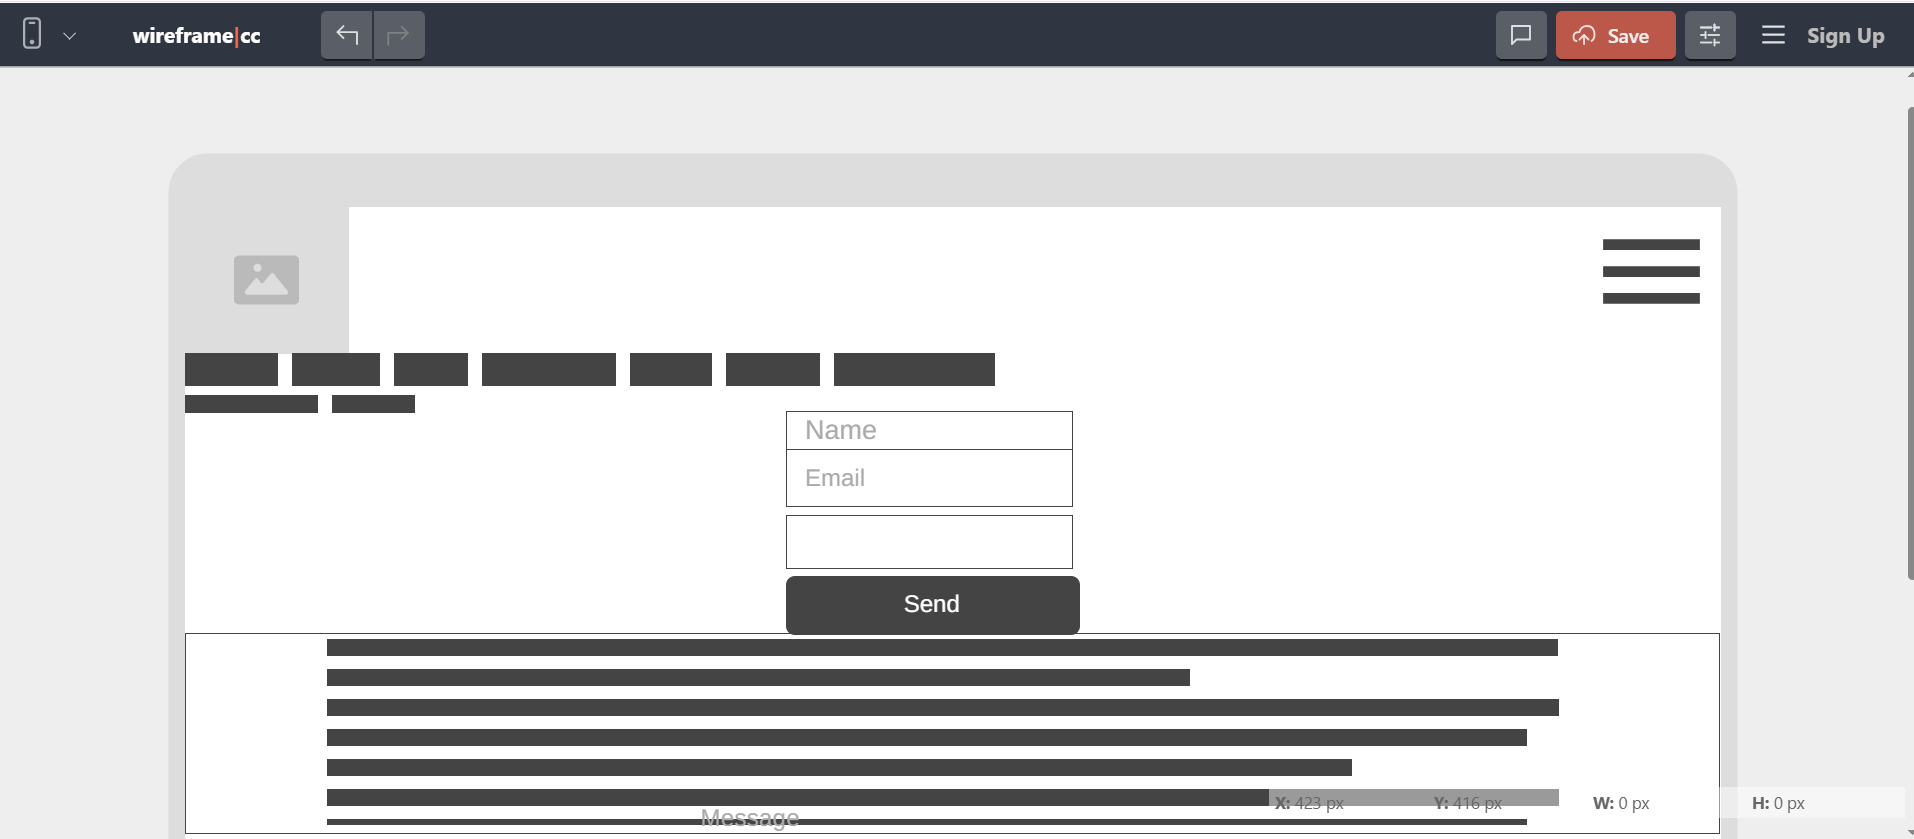 wireframe|cc
Save
Sign Up
Name
Email
Send
X: 423 px Y: 416 px W: 0 px H: 0 px
Message